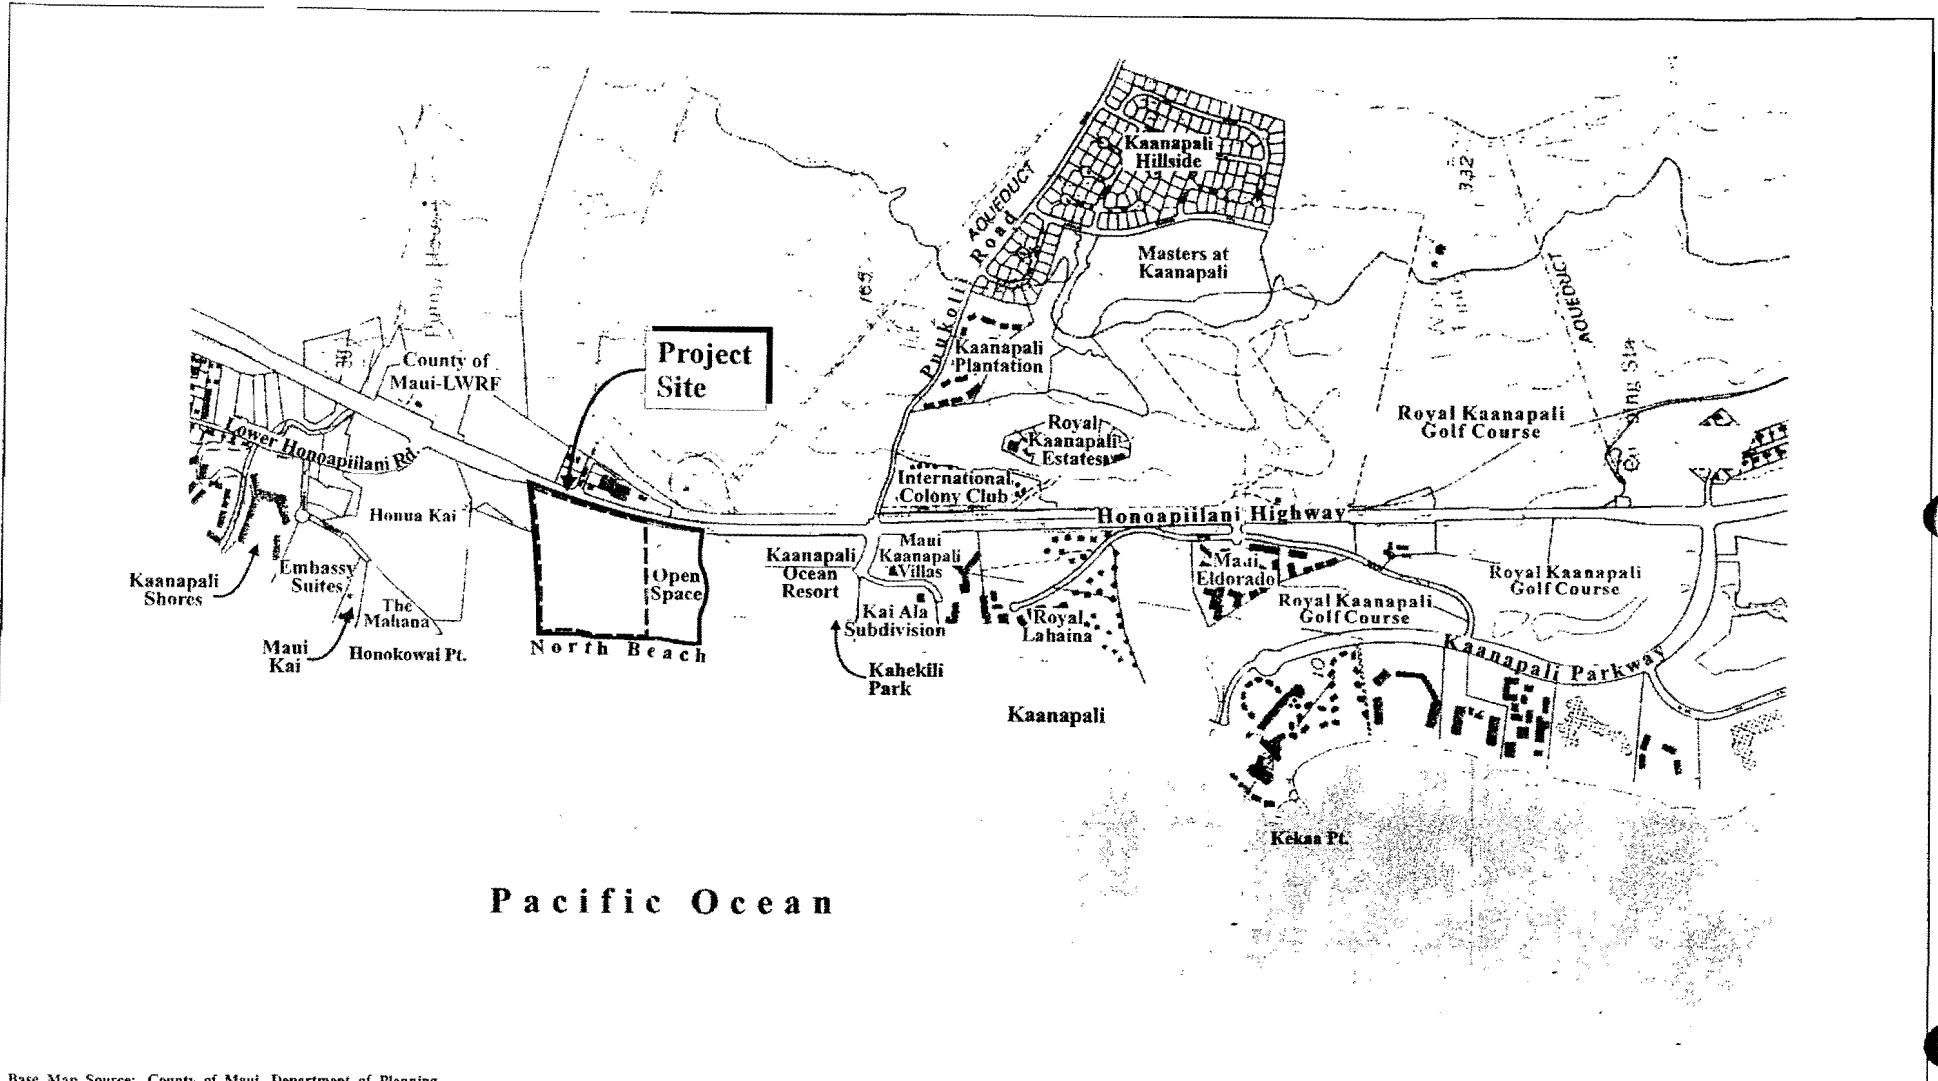 Kaanapali
Hillside
AQUEDUCT
Puukolii Road
Masters at
Kaanapali
332
AQUEDUCT
165
County of
Maui-LWRF
Project
Site
Kaanapali
Plantation
Royal
Kaanapali
Estates
Royal Kaanapali
Golf Course
International
Colony Club
Lower Honoapiilani Rd.
Honua Kai
Honoapiilani Highway
Kaanapali
Shores
Embassy
Suites
The
Mahana
Maui
Kai
Honokowai Pt.
Open
Space
North Beach
Kaanapali
Ocean
Resort
Maui
Kaanapali
Villas
Kai Ala
Subdivision
Kahekili
Park
Royal
Lahaina
Maui
Eldorado
Royal Kaanapali
Golf Course
Royal Kaanapali
Golf Course
Kaanapali Parkway
10
Kaanapali
Kekaa Pt.
Pacific Ocean
Base Map Source: County of Maui, Department of Planning